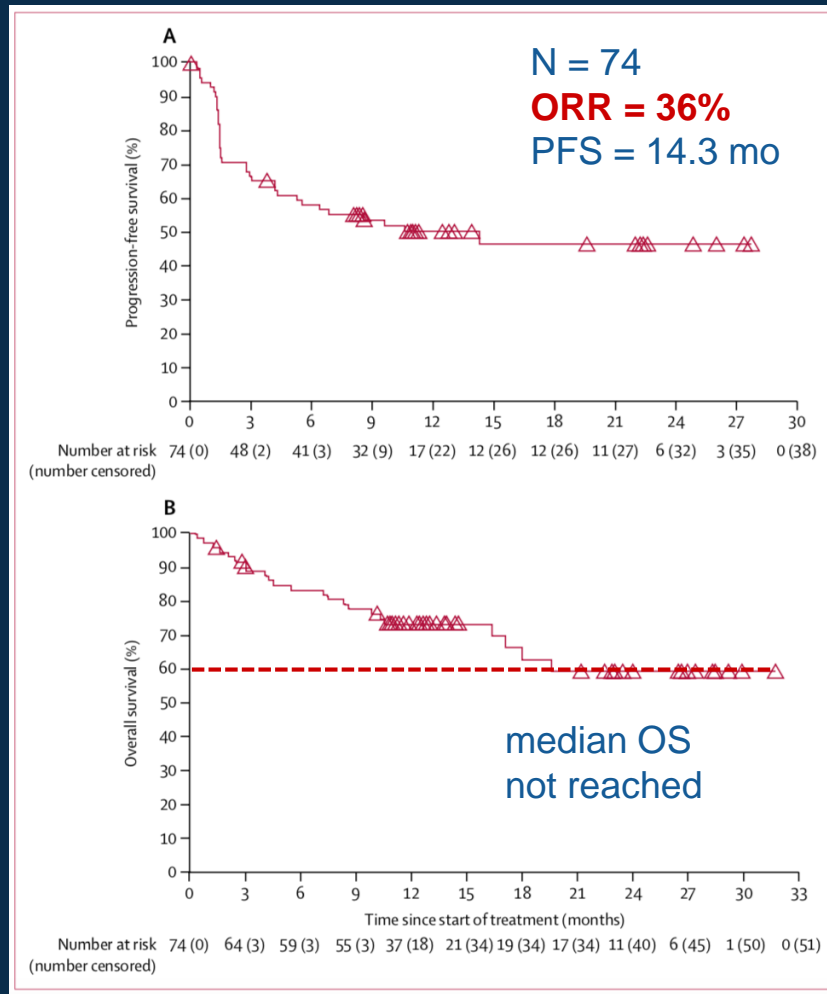 A
N = 74
ORR = 36%
PFS = 14.3 mo
Progression-free survival (%)
100
90
80
70
60
50
40
30
20
10
0
0 3 6 9 12 15 18 21 24 27 30
Number at risk 74 (0) 48 (2) 41 (3) 32 (9) 17 (22) 12 (26) 12 (26) 11 (27) 6 (32) 3 (35) 0 (38)
(number censored)
B
Overall survival (%)
100
90
80
70
60
50
40
30
20
10
0
median OS
not reached
0 3 6 9 12 15 18 21 24 27 30 33
Time since start of treatment (months)
Number at risk 74 (0) 64 (3) 59 (3) 55 (3) 37 (18) 21 (34) 19 (34) 17 (34) 11 (40) 6 (45) 1 (50) 0 (51)
(number censored)